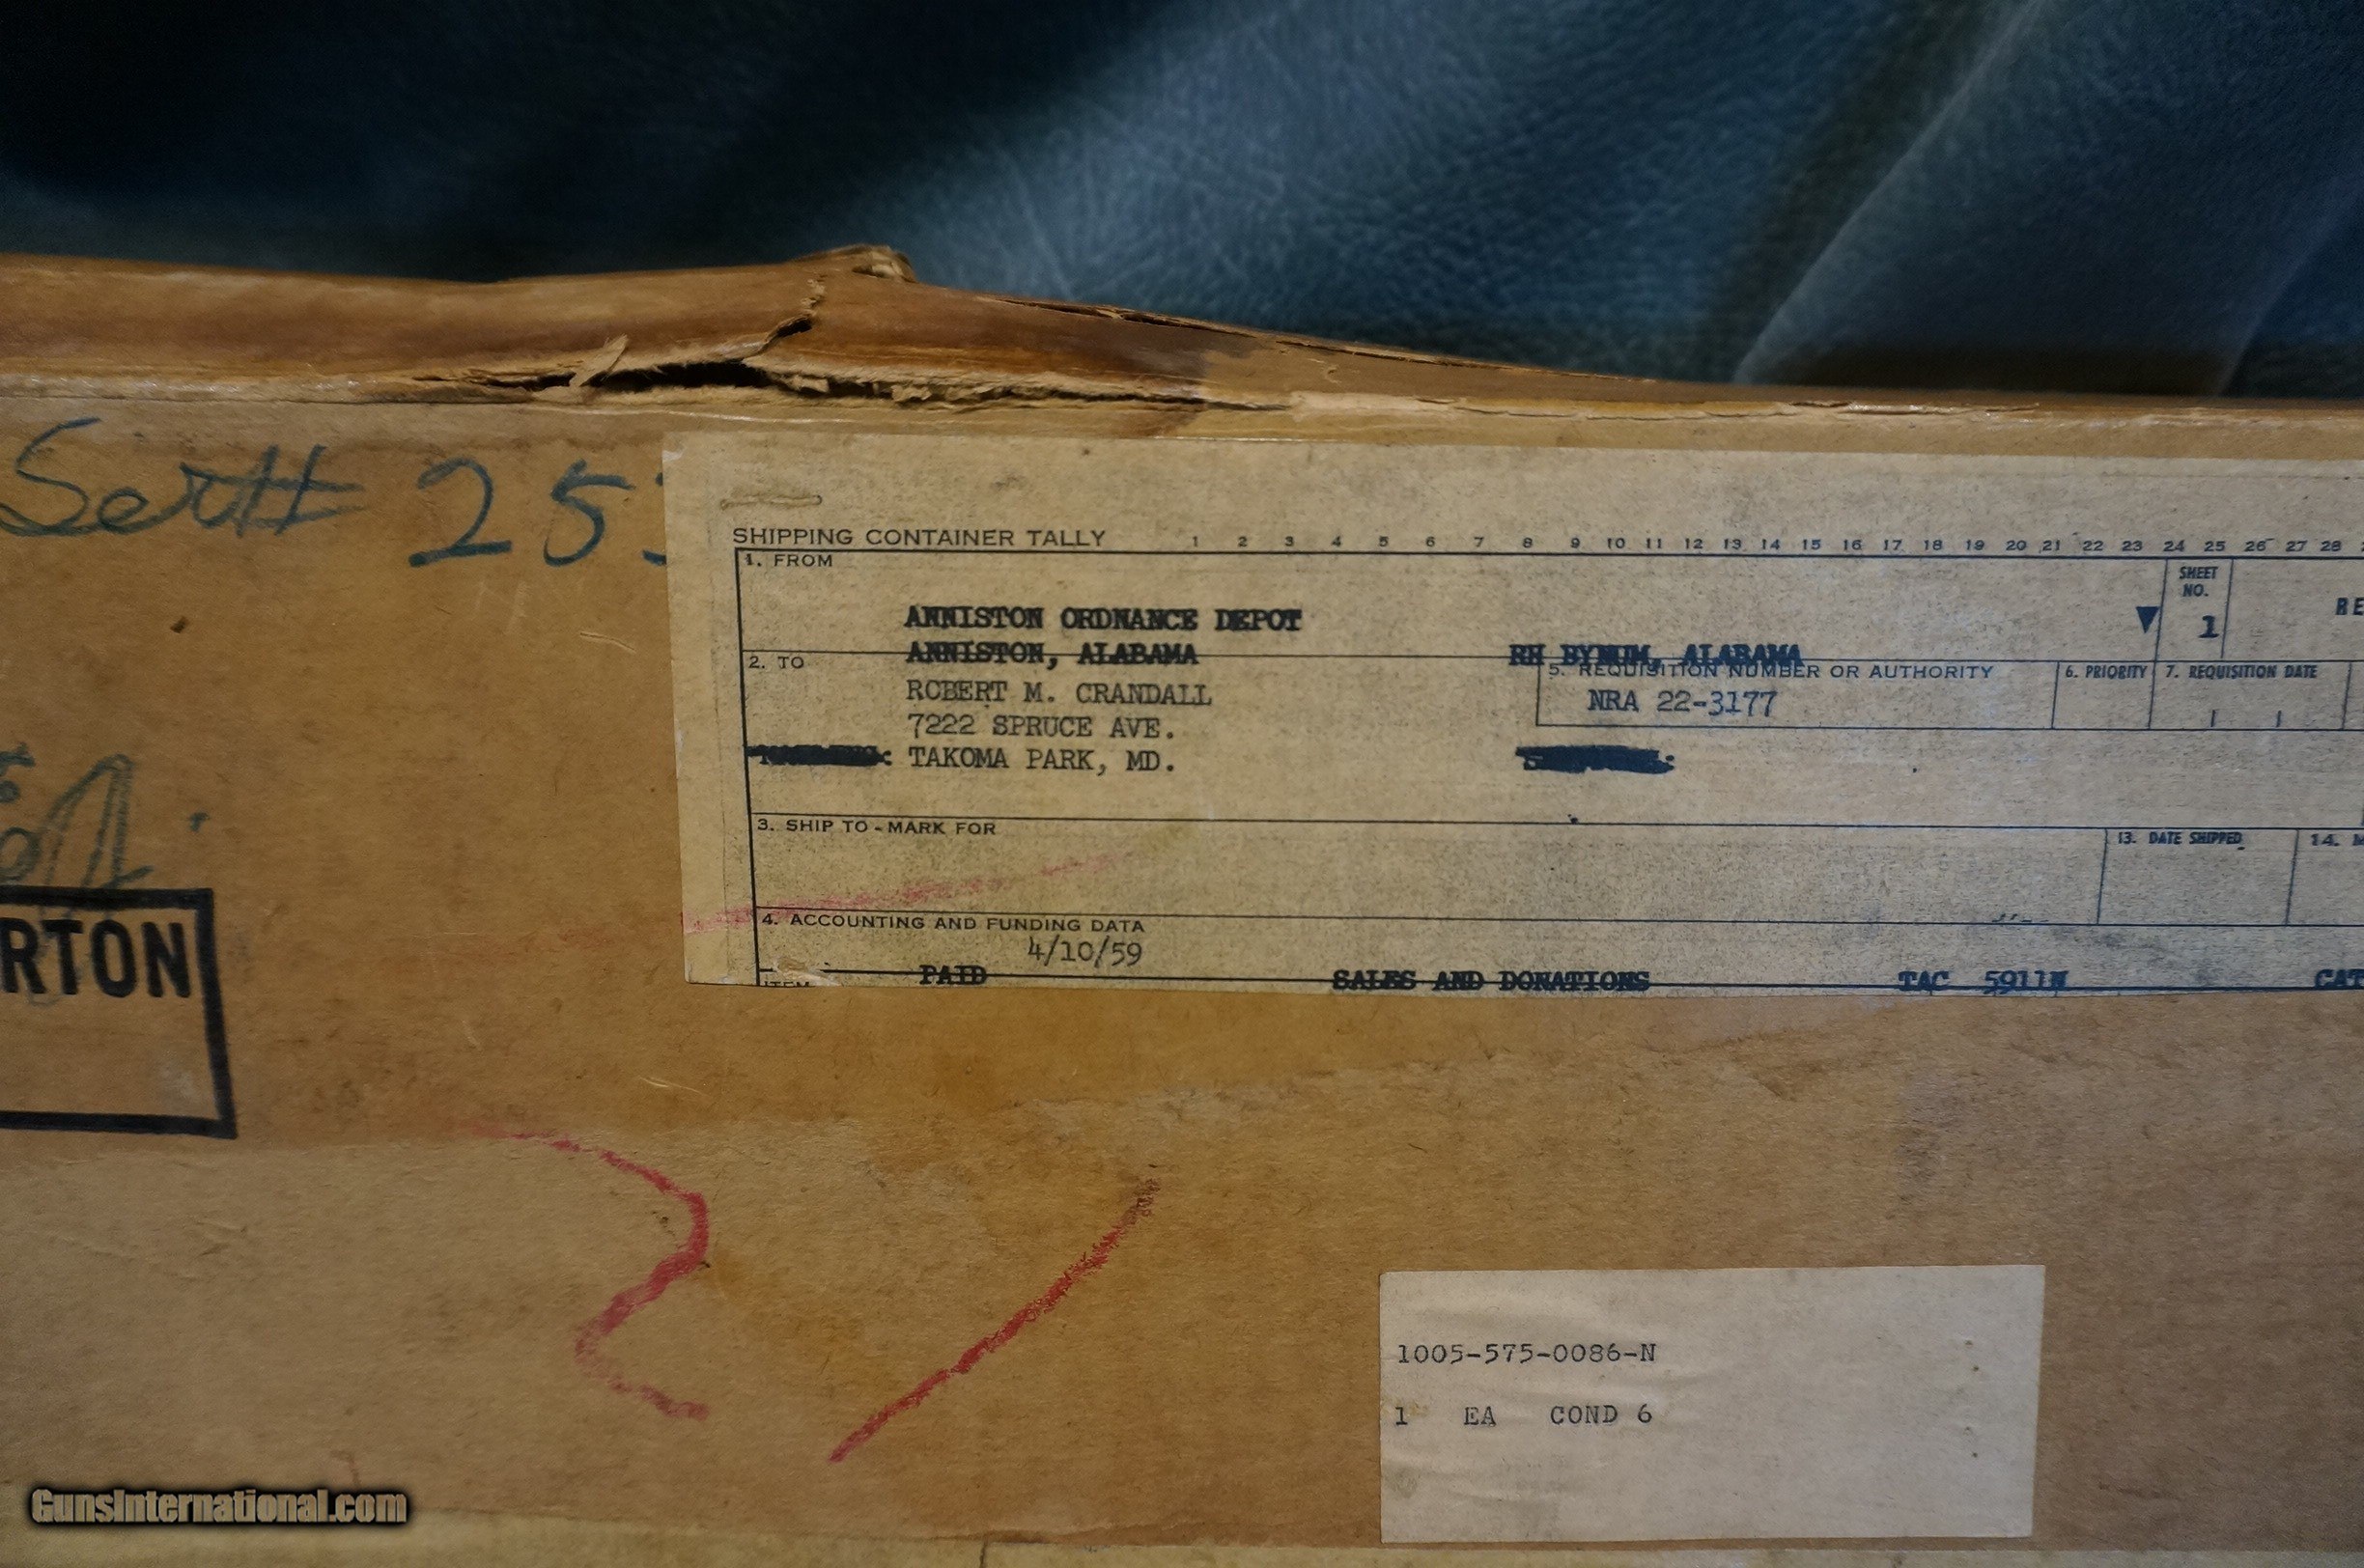 Ser# 253
SHIPPING CONTAINER TALLY 1 2 3 4 5 6 7 8 9 10 11 12 13 14 15 16 17 18 19 20 21 22 23 24 25 26 27 28
1. FROM
SHEET NO.
1
RE
ANNISTON ORDNANCE DEPOT
ANNISTON, ALABAMA RH BYNUM, ALABAMA
2. TO
5. REQUISITION NUMBER OR AUTHORITY 6. PRIORITY 7. REQUISITION DATE
ROBERT M. CRANDALL NRA 22-3177
7222 SPRUCE AVE.
TAKOMA PARK, MD.
3. SHIP TO - MARK FOR 13. DATE SHIPPED 14.
4. ACCOUNTING AND FUNDING DATA
4/10/59
PAID SALES AND DONATIONS TAC 5911N CAT
ITEM
RTON
1005-575-0086-N
1 EA COND 6
GunsInternational.com